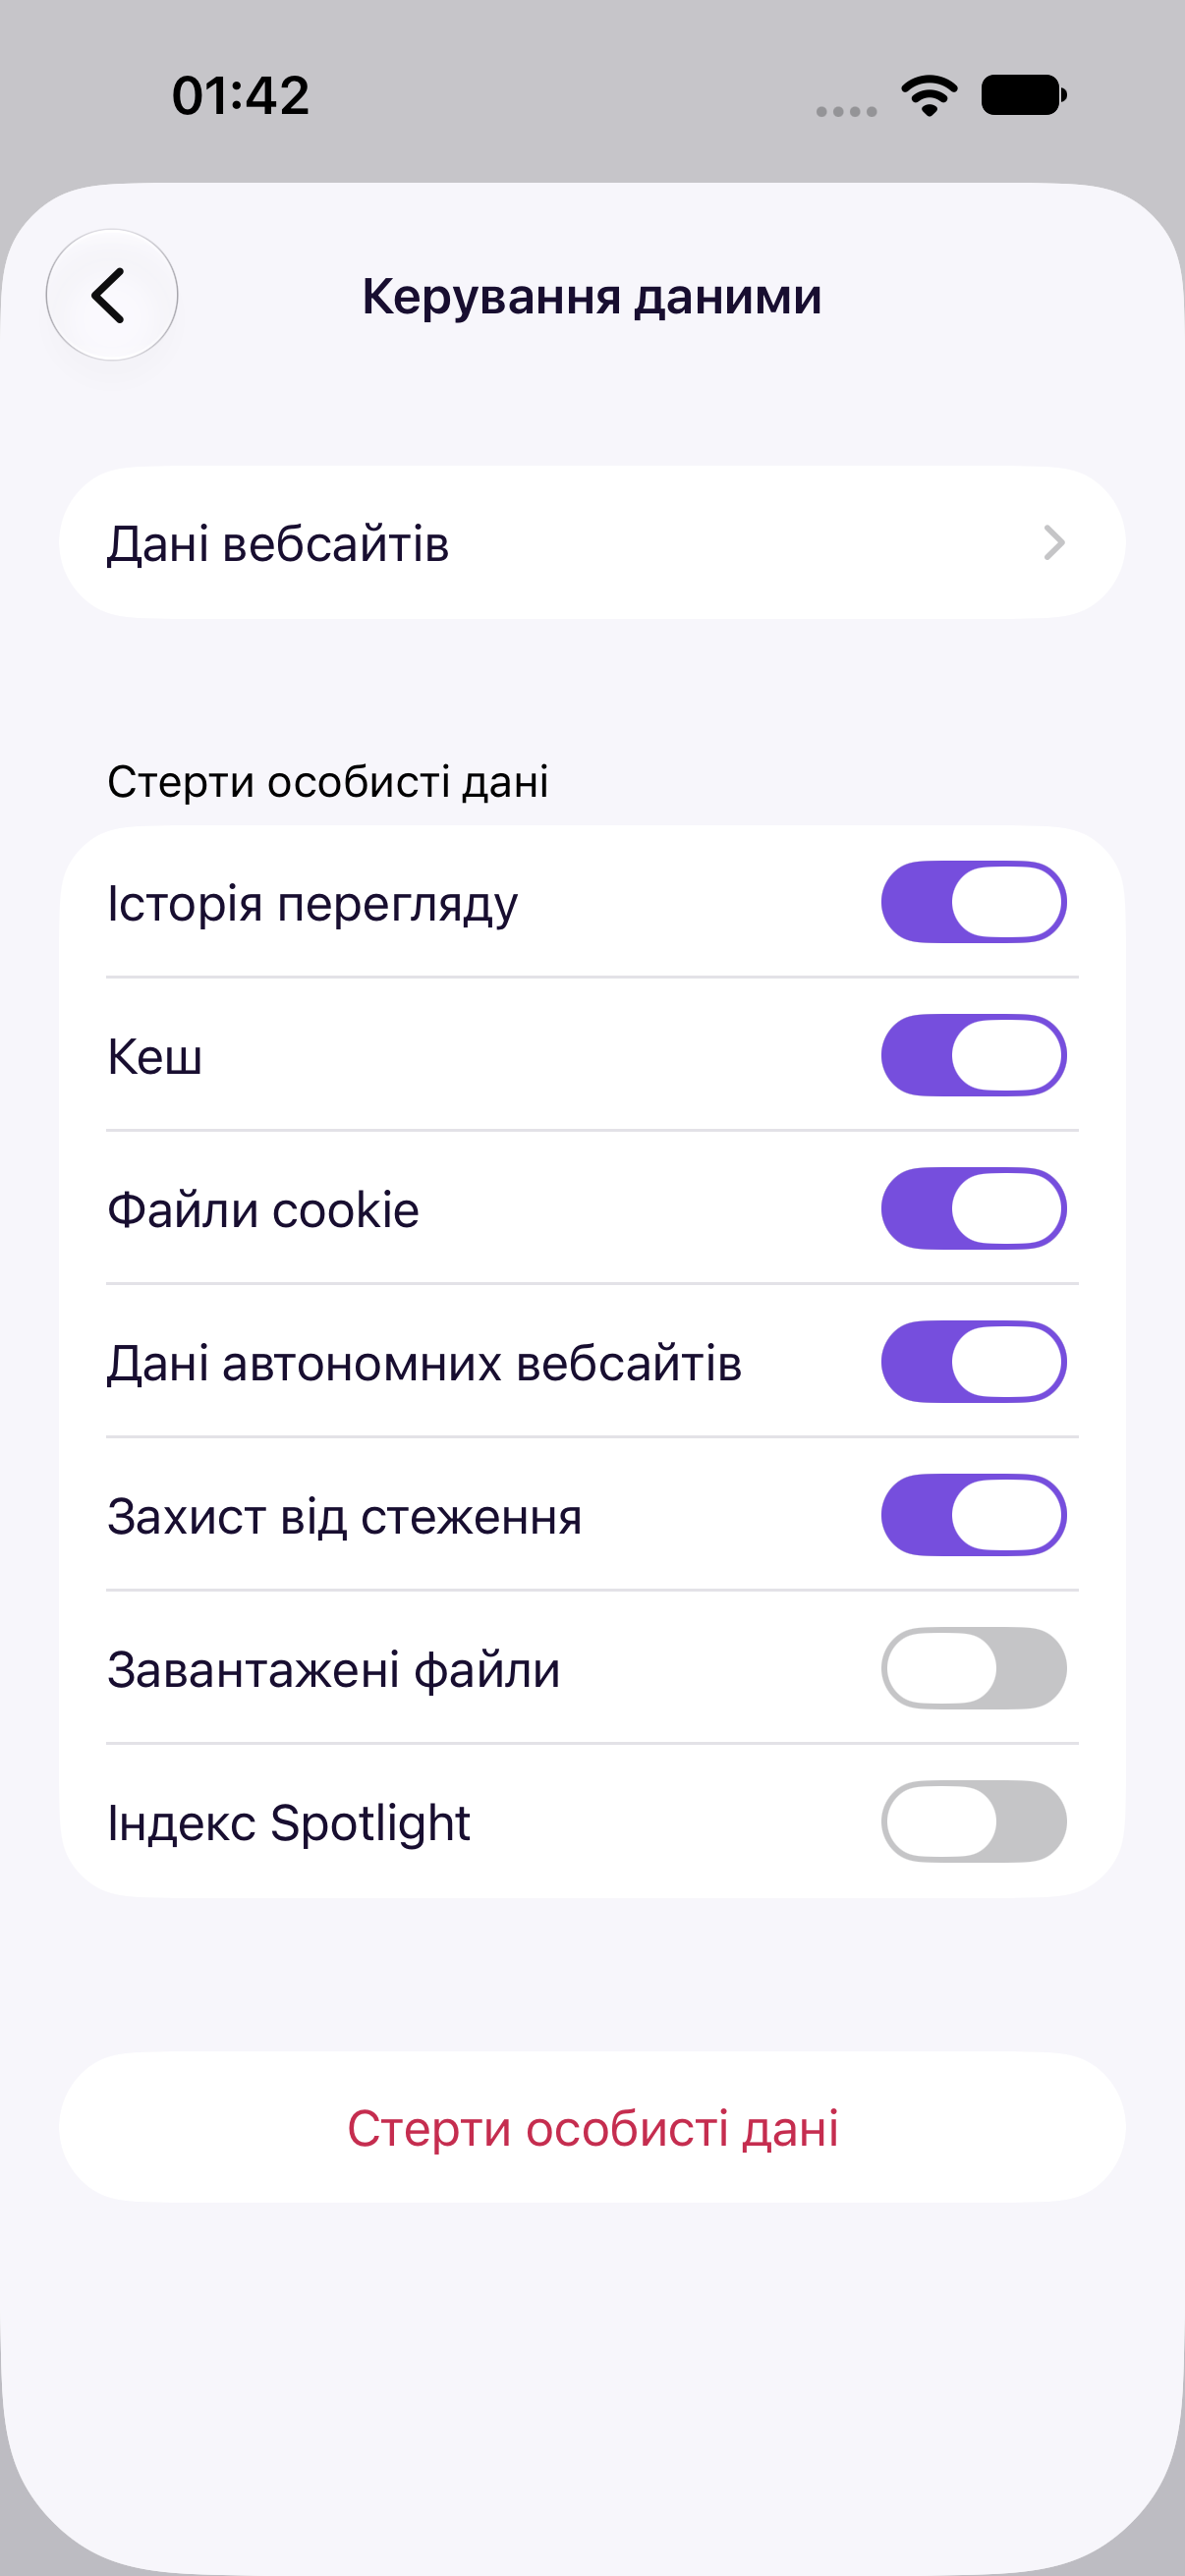 01:42
Керування даними
Дані вебсайтів
Стерти особисті дані
Історія перегляду
Кеш
Файли cookie
Дані автономних вебсайтів
Захист від стеження
Завантажені файли
Індекс Spotlight
Стерти особисті дані